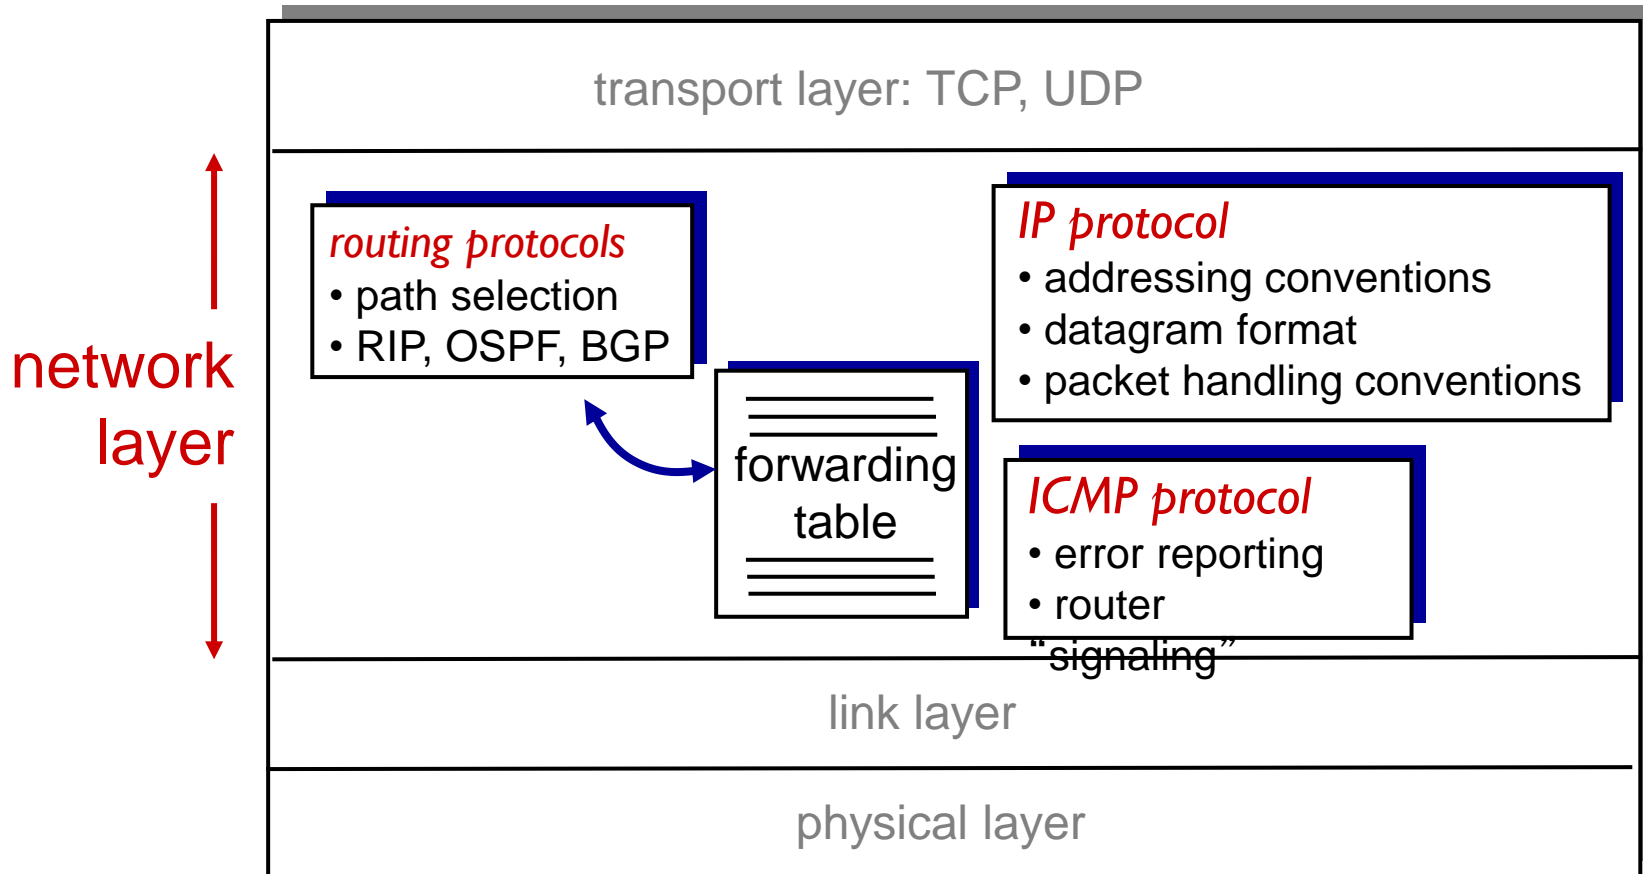 transport layer: TCP, UDP
network
layer
routing protocols
• path selection
• RIP, OSPF, BGP
forwarding
table
IP protocol
• addressing conventions
• datagram format
• packet handling conventions
ICMP protocol
• error reporting
• router
“signaling”
link layer
physical layer